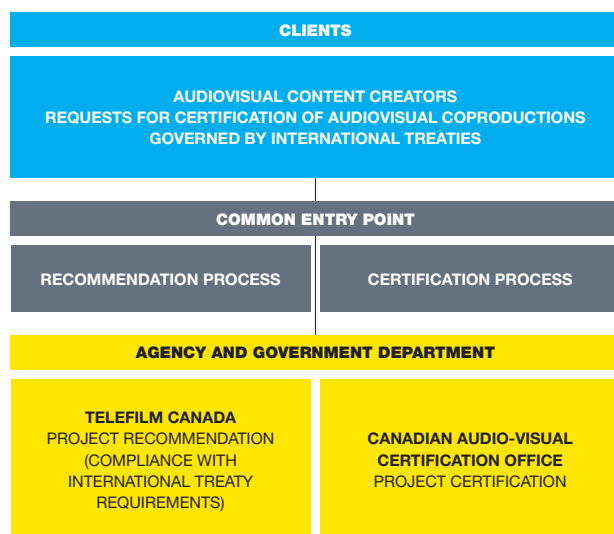 CLIENTS
AUDIOVISUAL CONTENT CREATORS
REQUESTS FOR CERTIFICATION OF AUDIOVISUAL COPRODUCTIONS
GOVERNED BY INTERNATIONAL TREATIES
COMMON ENTRY POINT
RECOMMENDATION PROCESS
CERTIFICATION PROCESS
AGENCY AND GOVERNMENT DEPARTMENT
TELEFILM CANADA
PROJECT RECOMMENDATION
(COMPLIANCE WITH
INTERNATIONAL TREATY
REQUIREMENTS)
CANADIAN AUDIO-VISUAL
CERTIFICATION OFFICE
PROJECT CERTIFICATION